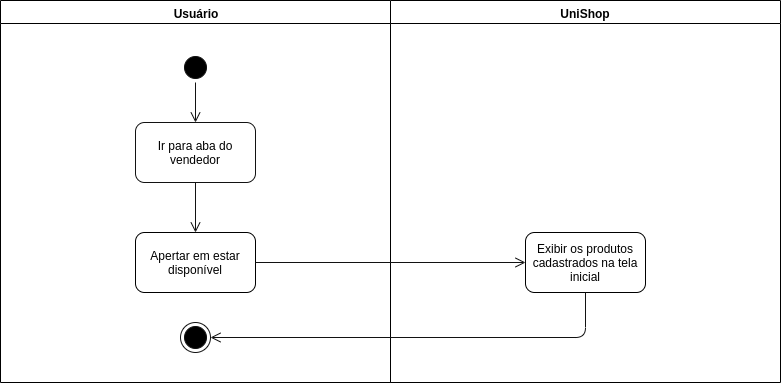 Usuário
UniShop
Ir para aba do
vendedor
Apertar em estar
disponível
Exibir os produtos
cadastrados na tela
inicial